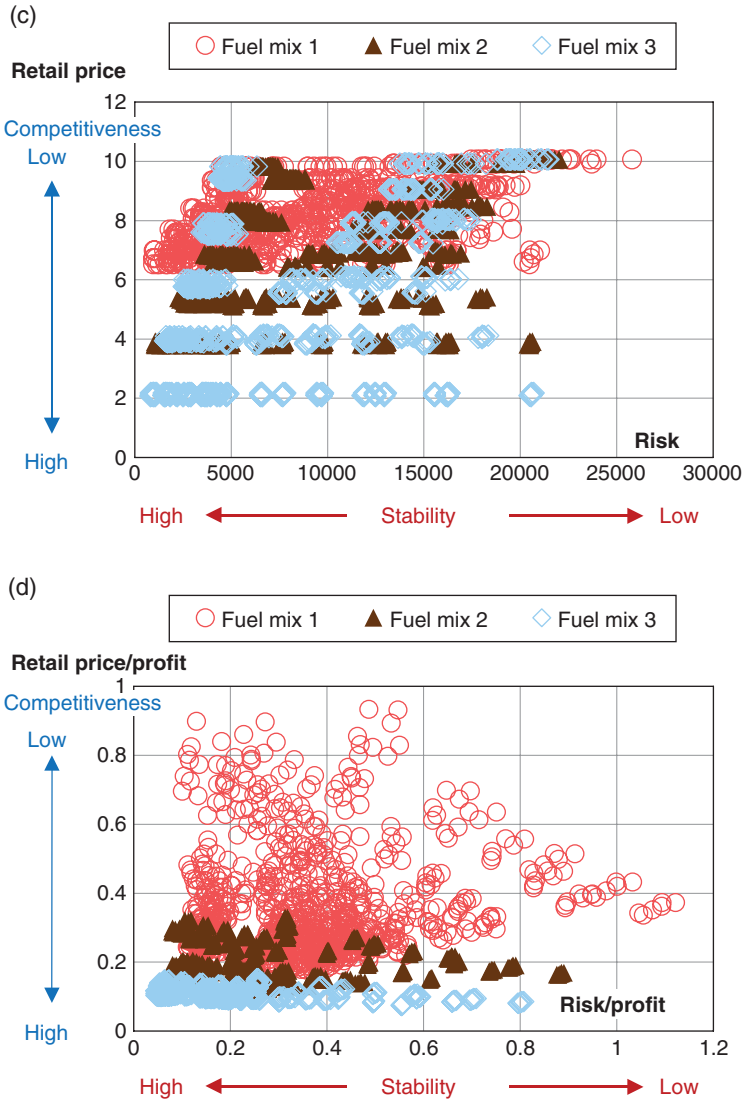 (c)
Fuel mix 1 Fuel mix 2 Fuel mix 3
Retail price
12
Competitiveness
Low
10
8
6
4
2
High
0
Risk
0 5000 10000 15000 20000 25000 30000
High Stability Low
(d)
Fuel mix 1 Fuel mix 2 Fuel mix 3
Retail price/profit
1
Competitiveness
Low
0.8
0.6
0.4
0.2
Risk/profit
High
0
0 0.2 0.4 0.6 0.8 1 1.2
High Stability Low